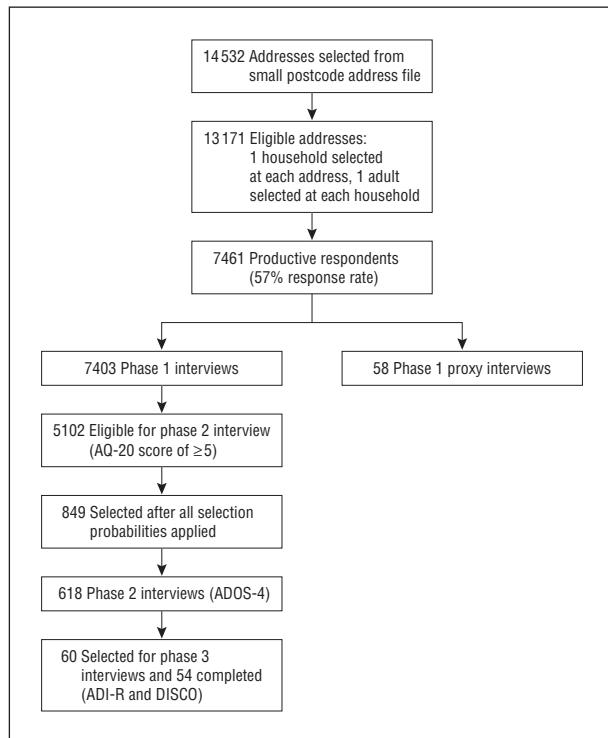 14 532 Addresses selected from
small postcode address file
13 171 Eligible addresses:
1 household selected
at each address, 1 adult
selected at each household
7461 Productive respondents
(57% response rate)
7403 Phase 1 interviews
58 Phase 1 proxy interviews
5102 Eligible for phase 2 interview
(AQ-20 score of ≥5)
849 Selected after all selection
probabilities applied
618 Phase 2 interviews (ADOS-4)
60 Selected for phase 3
interviews and 54 completed
(ADI-R and DISCO)